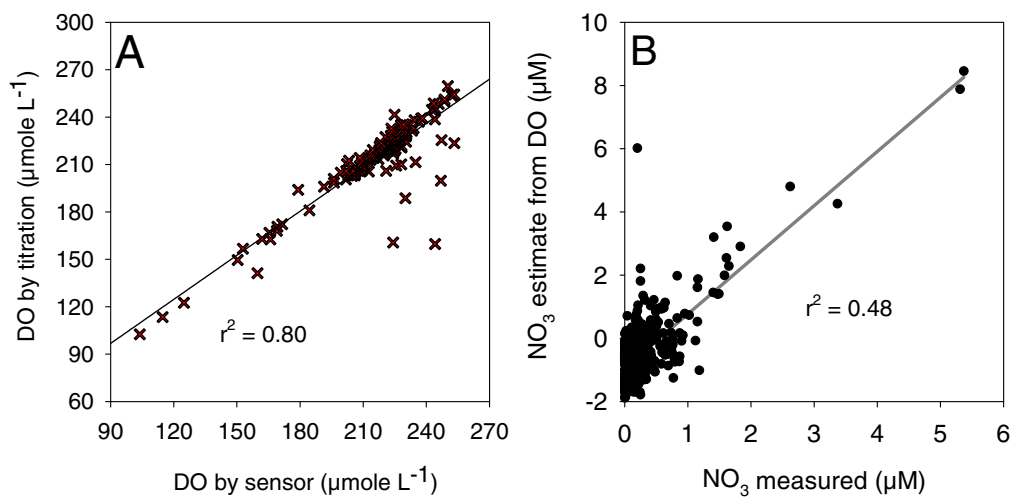 A
300
270
240
210
180
150
120
90
60
DO by titration (µmole L⁻¹)
r² = 0.80
90 120 150 180 210 240 270
DO by sensor (µmole L⁻¹)
B
10
8
6
4
2
0
-2
NO₃ estimate from DO (µM)
r² = 0.48
0 1 2 3 4 5 6
NO₃ measured (µM)